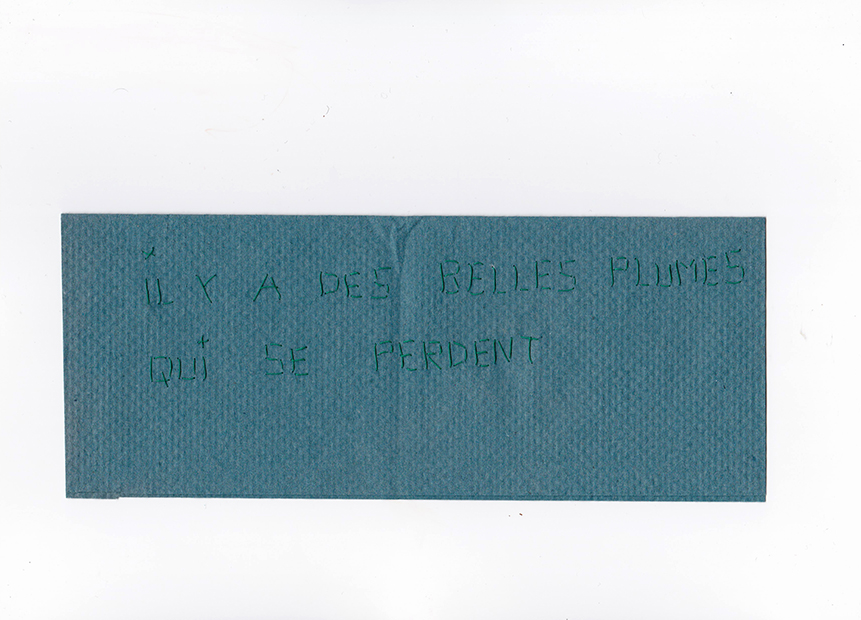 iL Y A DES BELLES PLUMES
QUi SE PERDENT